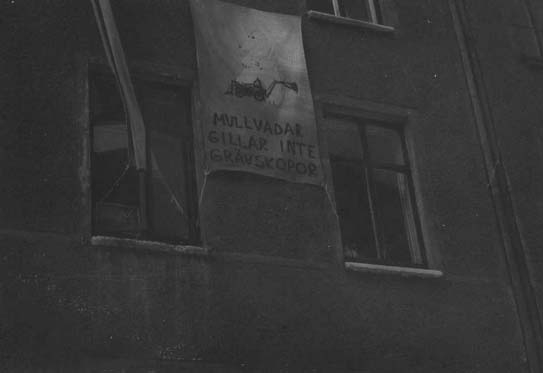 MULLVADAR
GILLAR INTE
GRÄVSKOPOR